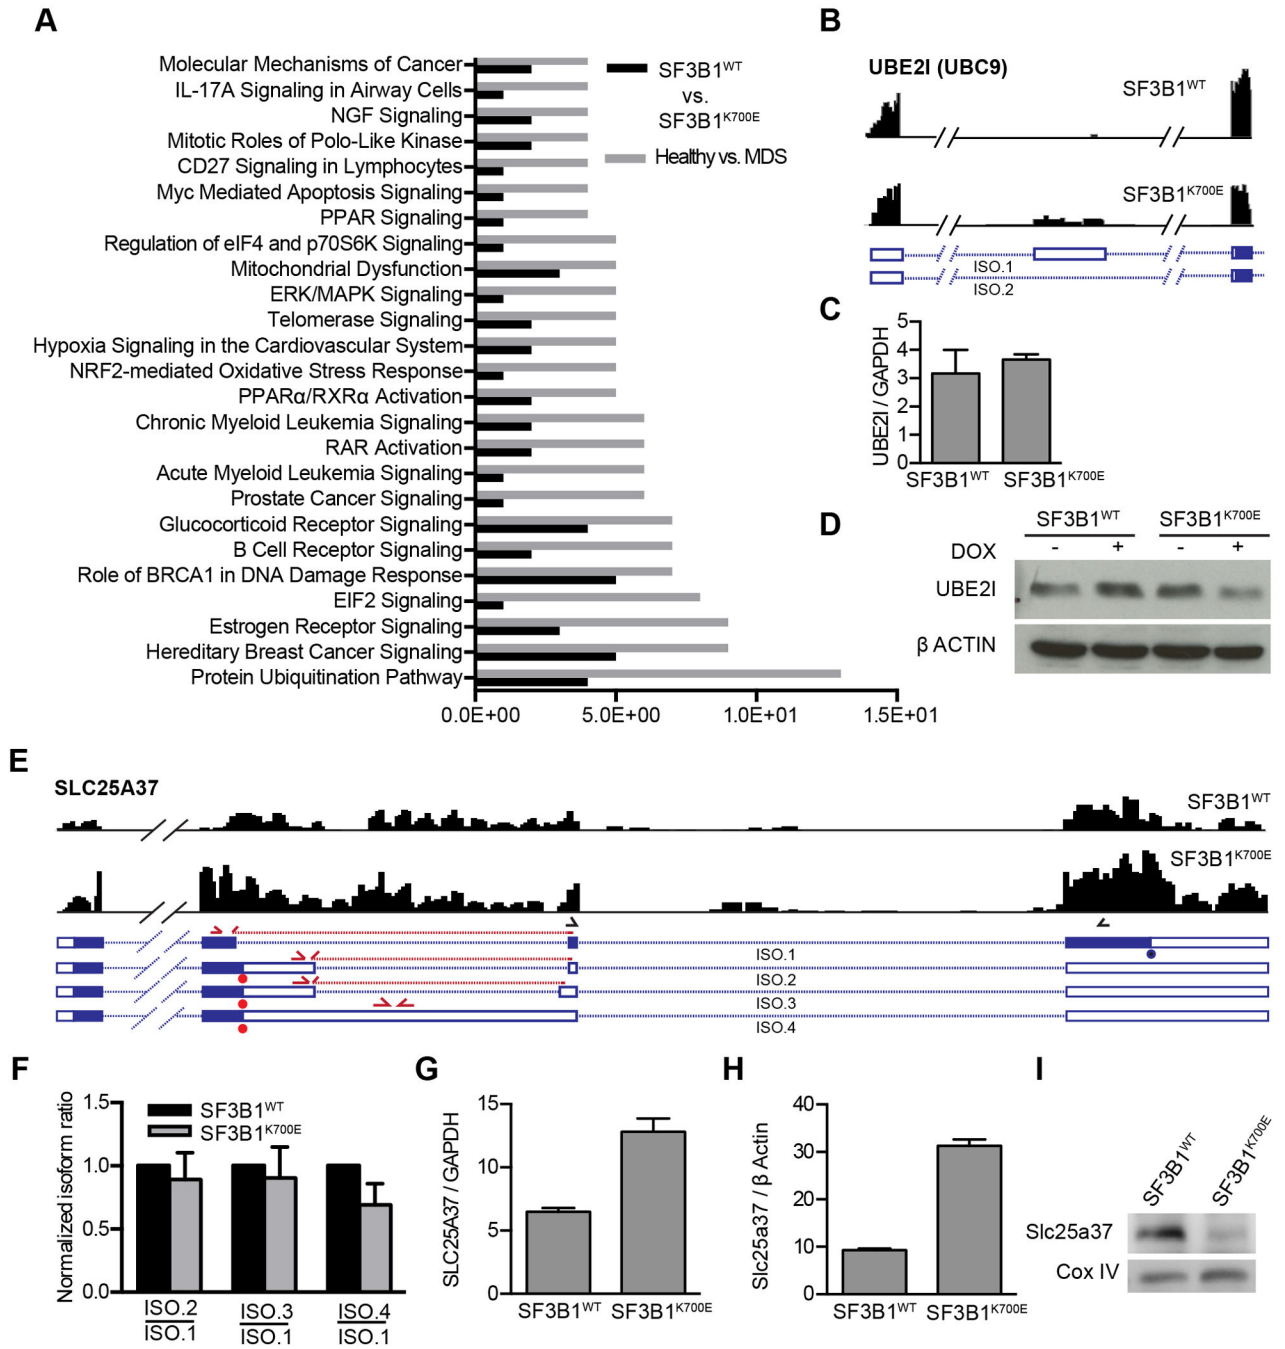 A
Molecular Mechanisms of Cancer
IL-17A Signaling in Airway Cells
NGF Signaling
Mitotic Roles of Polo-Like Kinase
CD27 Signaling in Lymphocytes
Myc Mediated Apoptosis Signaling
PPAR Signaling
Regulation of eIF4 and p70S6K Signaling
Mitochondrial Dysfunction
ERK/MAPK Signaling
Telomerase Signaling
Hypoxia Signaling in the Cardiovascular System
NRF2-mediated Oxidative Stress Response
PPARα/RXRα Activation
Chronic Myeloid Leukemia Signaling
RAR Activation
Acute Myeloid Leukemia Signaling
Prostate Cancer Signaling
Glucocorticoid Receptor Signaling
B Cell Receptor Signaling
Role of BRCA1 in DNA Damage Response
EIF2 Signaling
Estrogen Receptor Signaling
Hereditary Breast Cancer Signaling
Protein Ubiquitination Pathway
0.0E+00 5.0E+00 1.0E+01 1.5E+01
SF3B1WT
vs.
SF3B1K700E
Healthy vs. MDS
B
UBE2I (UBC9)
SF3B1WT
SF3B1K700E
ISO.1
ISO.2
C
UBE2I / GAPDH
5
4
3
2
1
0
SF3B1WT SF3B1K700E
D
SF3B1WT SF3B1K700E
DOX - + - +
UBE2I
β ACTIN
E
SLC25A37
SF3B1WT
SF3B1K700E
ISO.1
ISO.2
ISO.3
ISO.4
F
Normalized isoform ratio
1.5
1.0
0.5
0.0
SF3B1WT
SF3B1K700E
ISO.2 ISO.3 ISO.4
ISO.1 ISO.1 ISO.1
G
SLC25A37 / GAPDH
15
10
5
0
SF3B1WT SF3B1K700E
H
Slc25a37 / β Actin
40
30
20
10
0
SF3B1WT SF3B1K700E
I
SF3B1WT SF3B1K700E
Slc25a37
Cox IV